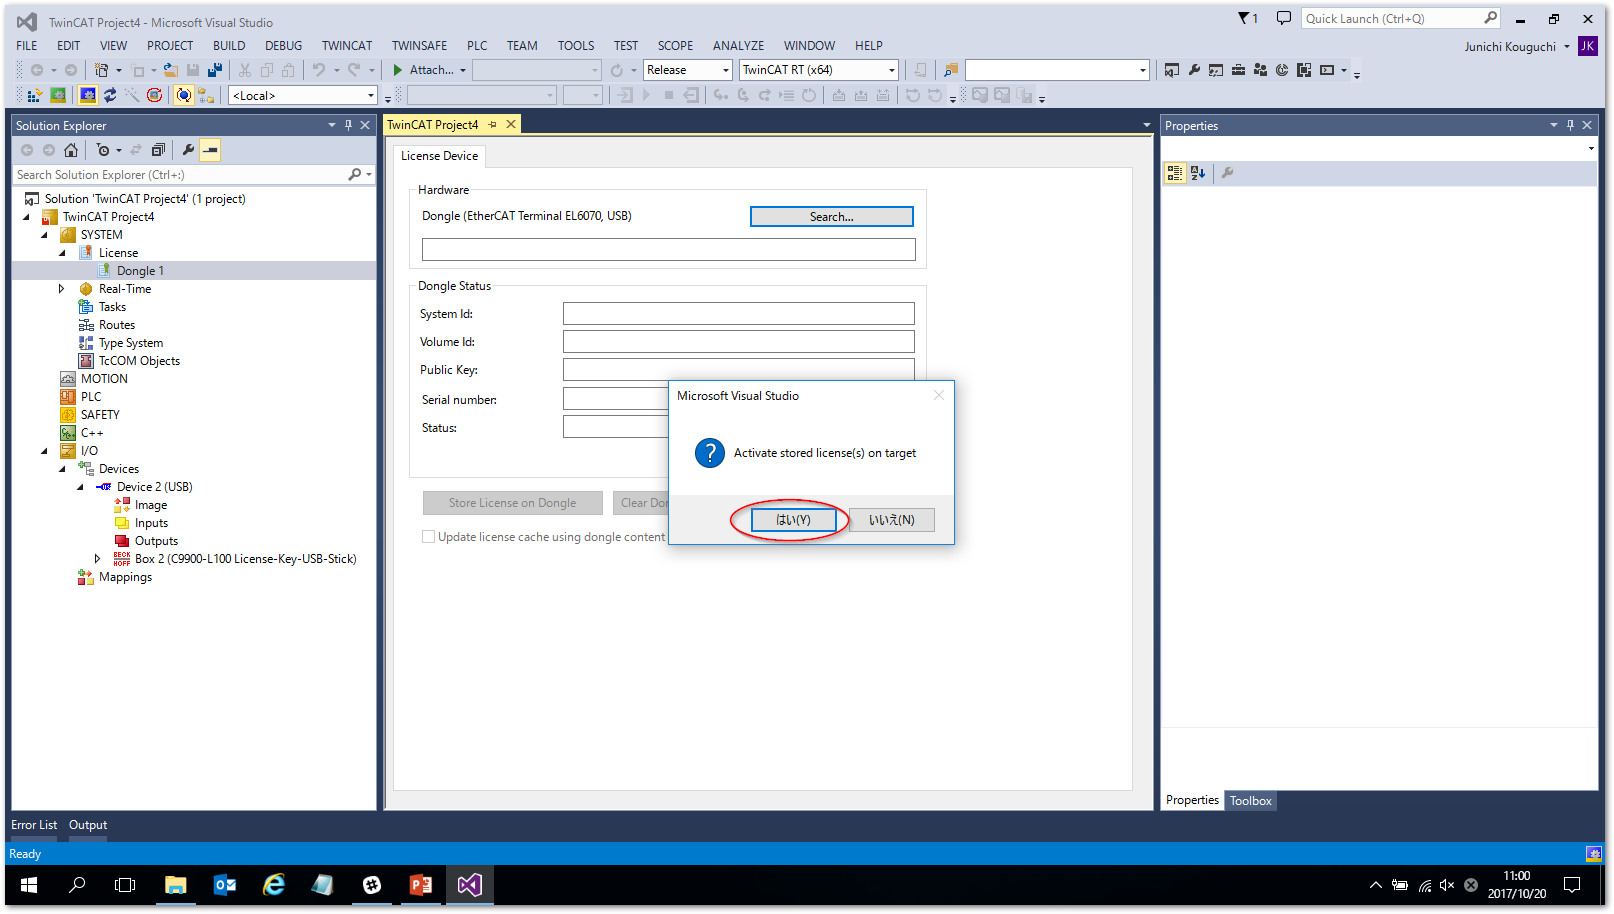 TwinCAT Project4 - Microsoft Visual Studio
1
Quick Launch (Ctrl+Q)
FILE EDIT VIEW PROJECT BUILD DEBUG TWINCAT TWINSAFE PLC TEAM TOOLS TEST SCOPE ANALYZE WINDOW HELP
Junichi Kouguchi JK
Attach... Release TwinCAT RT (x64)
<Local>
Solution Explorer
Search Solution Explorer (Ctrl+:)
Solution 'TwinCAT Project4' (1 project)
TwinCAT Project4
SYSTEM
License
Dongle 1
Real-Time
Tasks
Routes
Type System
TcCOM Objects
MOTION
PLC
SAFETY
C++
I/O
Devices
Device 2 (USB)
Image
Inputs
Outputs
BECK
HOFF
Box 2 (C9900-L100 License-Key-USB-Stick)
Mappings
TwinCAT Project4
License Device
Hardware
Dongle (EtherCAT Terminal EL6070, USB)
Search...
Dongle Status
System Id:
Volume Id:
Public Key:
Serial number:
Status:
Store License on Dongle
Clear Don
Update license cache using dongle content
Microsoft Visual Studio
Activate stored license(s) on target
はい(Y)
いいえ(N)
Properties
Properties Toolbox
Error List Output
Ready
11:00
2017/10/20